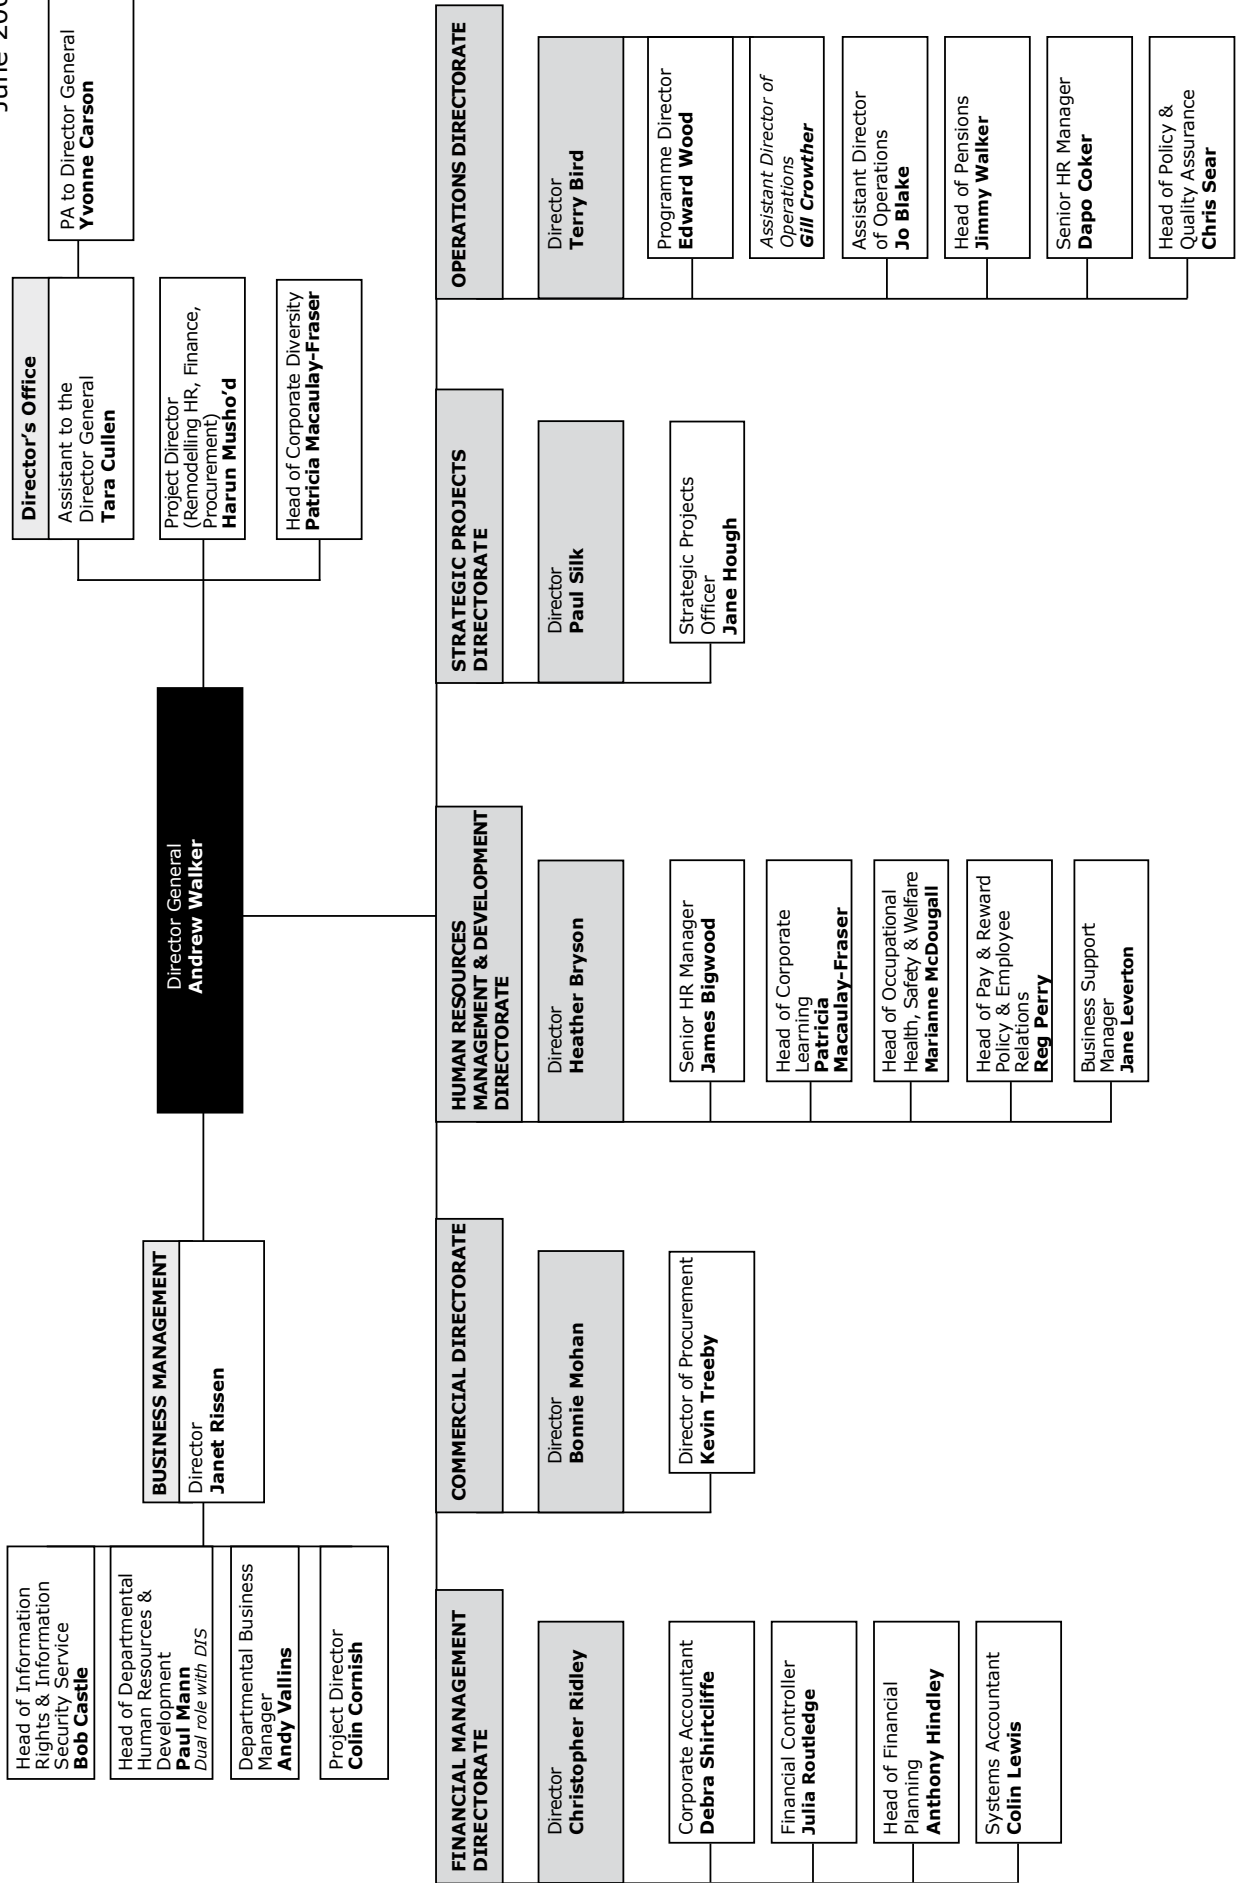 June 200
Director’s Office
Assistant to the
Director General
Tara Cullen
PA to Director General
Yvonne Carson
Project Director
(Remodelling HR, Finance,
Procurement)
Harun Musho’d
Head of Corporate Diversity
Patricia Macaulay-Fraser
Director General
Andrew Walker
BUSINESS MANAGEMENT
Director
Janet Rissen
Head of Information
Rights & Information
Security Service
Bob Castle
Head of Departmental
Human Resources &
Development
Paul Mann
Dual role with DIS
Departmental Business
Manager
Andy Vallins
Project Director
Colin Cornish
FINANCIAL MANAGEMENT
DIRECTORATE
Director
Christopher Ridley
Corporate Accountant
Debra Shirtcliffe
Financial Controller
Julia Routledge
Head of Financial
Planning
Anthony Hindley
Systems Accountant
Colin Lewis
COMMERCIAL DIRECTORATE
Director
Bonnie Mohan
Director of Procurement
Kevin Treeby
HUMAN RESOURCES
MANAGEMENT & DEVELOPMENT
DIRECTORATE
Director
Heather Bryson
Senior HR Manager
James Bigwood
Head of Corporate
Learning
Patricia
Macaulay-Fraser
Head of Occupational
Health, Safety & Welfare
Marianne McDougall
Head of Pay & Reward
Policy & Employee
Relations
Reg Perry
Business Support
Manager
Jane Leverton
STRATEGIC PROJECTS
DIRECTORATE
Director
Paul Silk
Strategic Projects
Officer
Jane Hough
OPERATIONS DIRECTORATE
Director
Terry Bird
Programme Director
Edward Wood
Assistant Director of
Operations
Gill Crowther
Assistant Director
of Operations
Jo Blake
Head of Pensions
Jimmy Walker
Senior HR Manager
Dapo Coker
Head of Policy &
Quality Assurance
Chris Sear